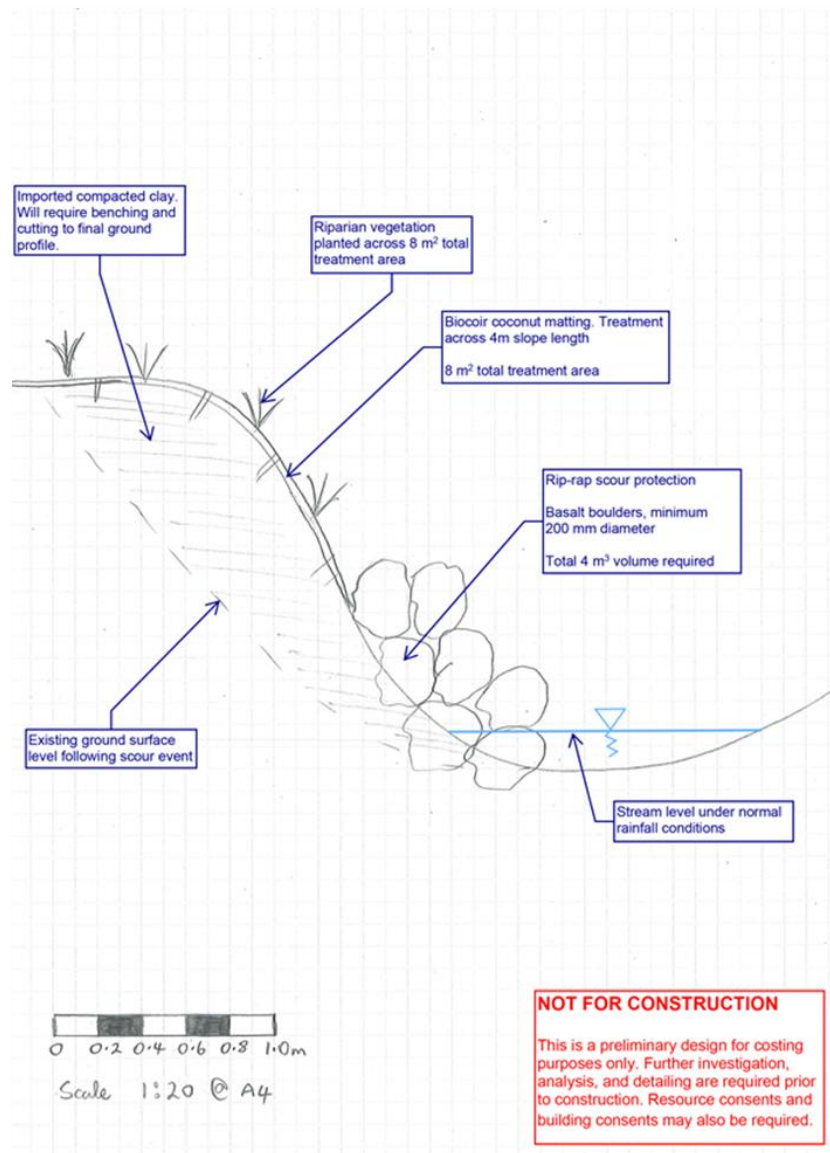 Imported compacted clay.
Will require benching and
cutting to final ground
profile.
Riparian vegetation
planted across 8 m² total
treatment area
Biocoir coconut matting. Treatment
across 4m slope length
8 m² total treatment area
Rip-rap scour protection
Basalt boulders, minimum
200 mm diameter
Total 4 m³ volume required
Existing ground surface
level following scour event
Stream level under normal
rainfall conditions
0 0.2 0.4 0.6 0.8 1.0m
Scale 1:20 @ A4
NOT FOR CONSTRUCTION
This is a preliminary design for costing
purposes only. Further investigation,
analysis, and detailing are required prior
to construction. Resource consents and
building consents may also be required.